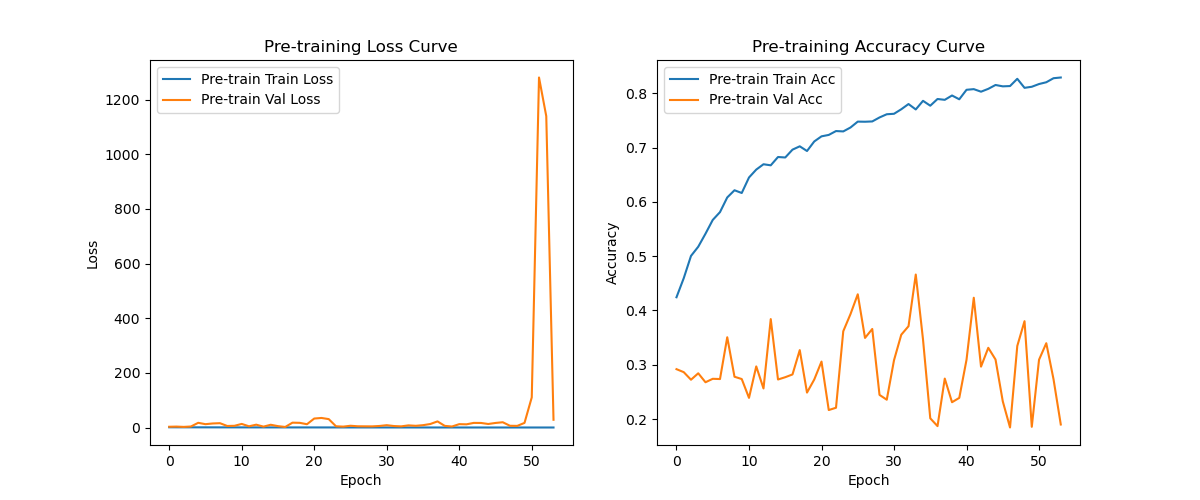 Pre-training Loss Curve
Pre-train Train Loss
Pre-train Val Loss
1200
1000
800
600
400
200
0
Loss
0 10 20 30 40 50
Epoch
Pre-training Accuracy Curve
Pre-train Train Acc
Pre-train Val Acc
0.8
0.7
0.6
0.5
0.4
0.3
0.2
Accuracy
0 10 20 30 40 50
Epoch